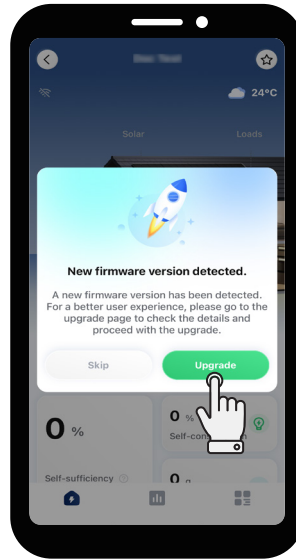 24°C
Solar Loads
New firmware version detected.
A new firmware version has been detected.
For a better user experience, please go to the
upgrade page to check the details and
proceed with the upgrade.
Skip Upgrade
0 %
0 %
Self-sufficiency
0